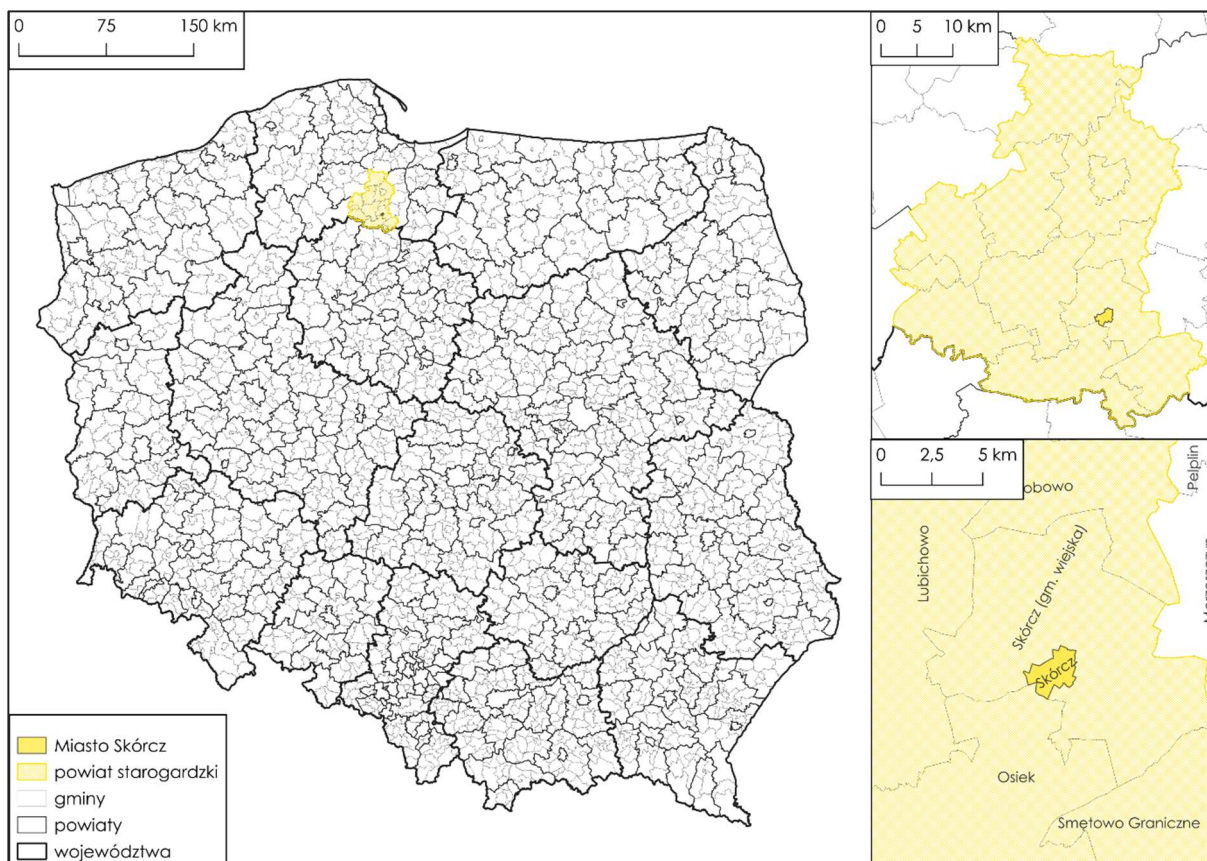 0 75 150 km
0 5 10 km
Miasto Skórcz
powiat starogardzki
gminy
powiaty
województwa
0 2,5 5 km
obowo
Pelplin
Lubichowo
Skórcz (gm. wiejska)
Skórcz
Osiek
Smętowo Graniczne